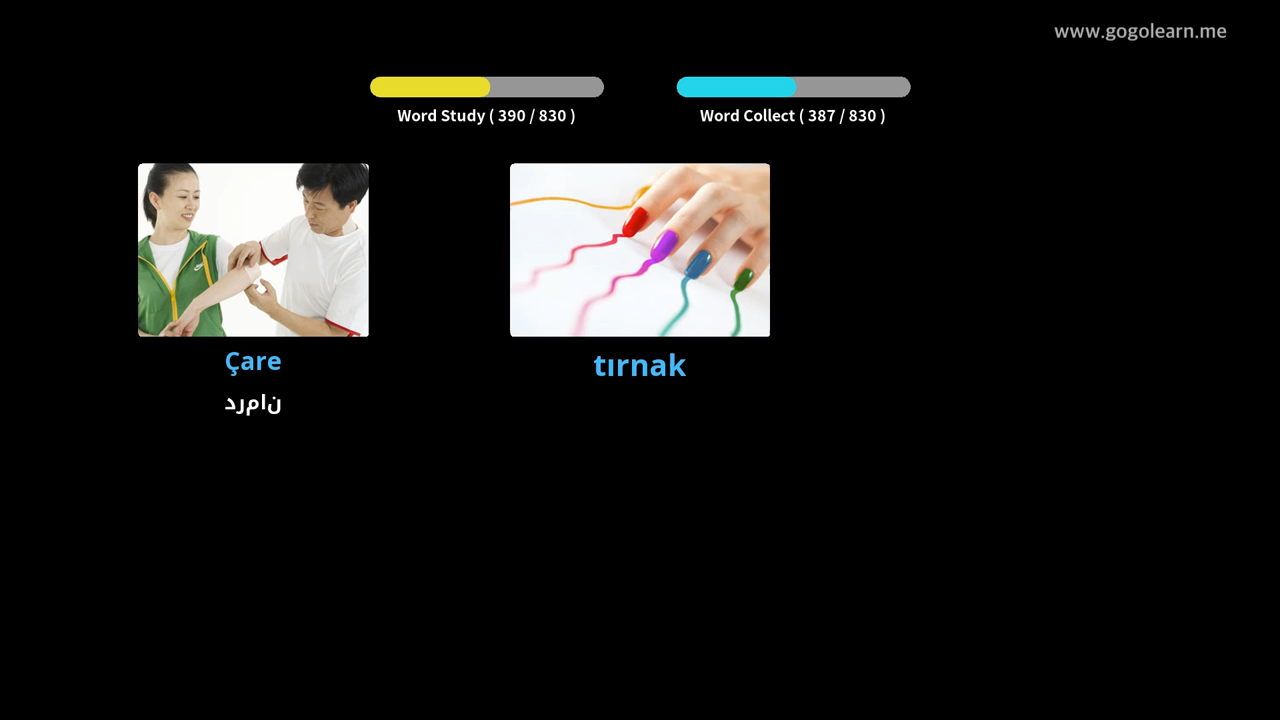 www.gogolearn.me
Word Study ( 390 / 830 )
Word Collect ( 387 / 830 )
Çare
درمان
tırnak